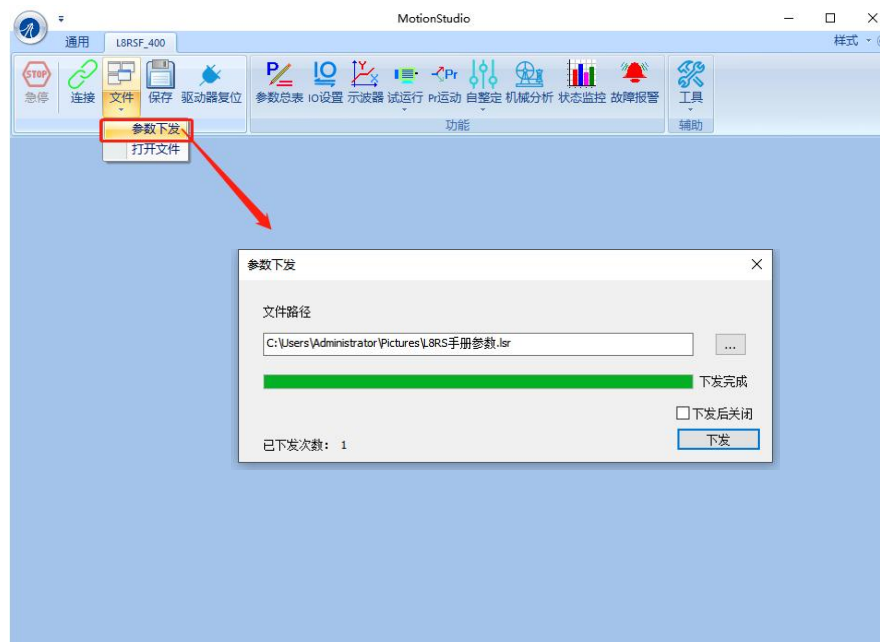 MotionStudio
通用 L8RSF_400 样式
STOP
急停 连接 文件 保存 驱动器复位 参数总表 IO设置 示波器 试运行 Pr运动 自整定 机械分析 状态监控 故障报警 工具
功能 辅助
参数下发
打开文件
参数下发
文件路径
C:\Users\Administrator\Pictures\L8RS手册参数.lsr ...
下发完成
下发后关闭
已下发次数: 1 下发